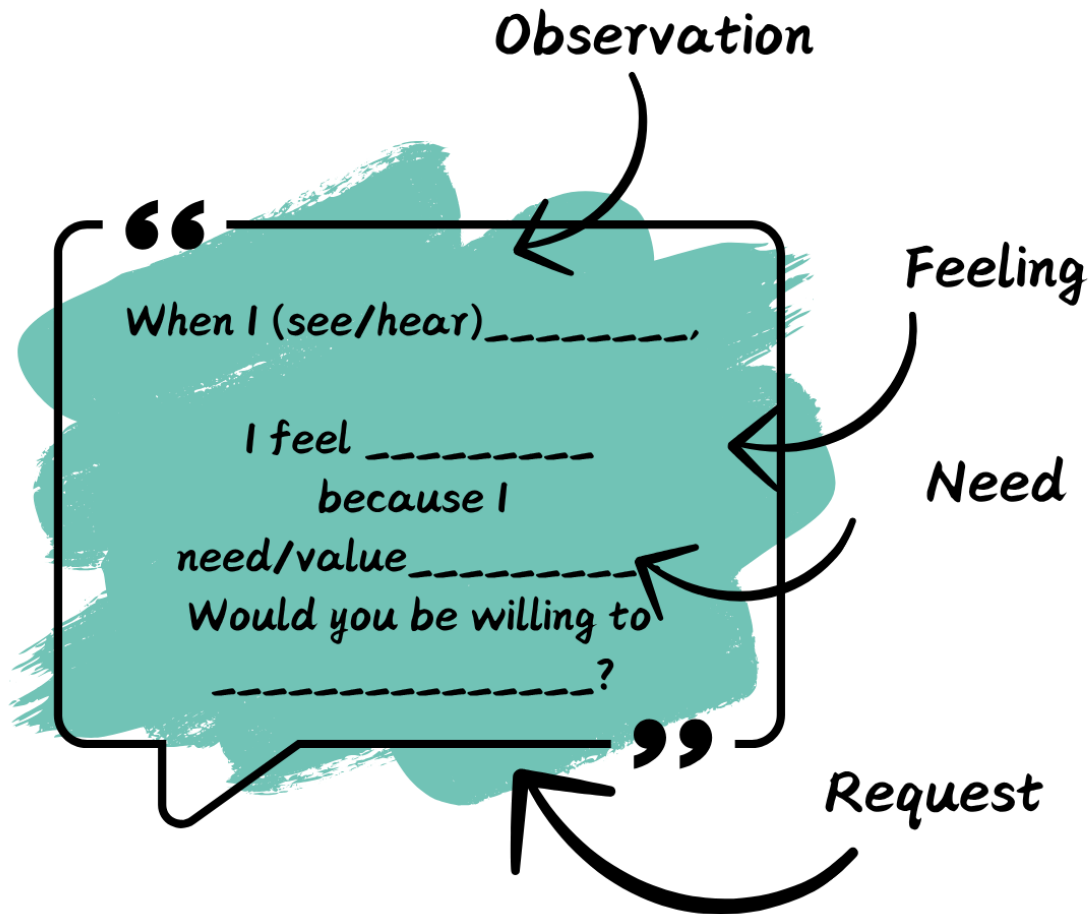 Observation
“
When I (see/hear)________,
Feeling
I feel _________
because I
Need
need/value_________
Would you be willing to
_______________?
”
Request